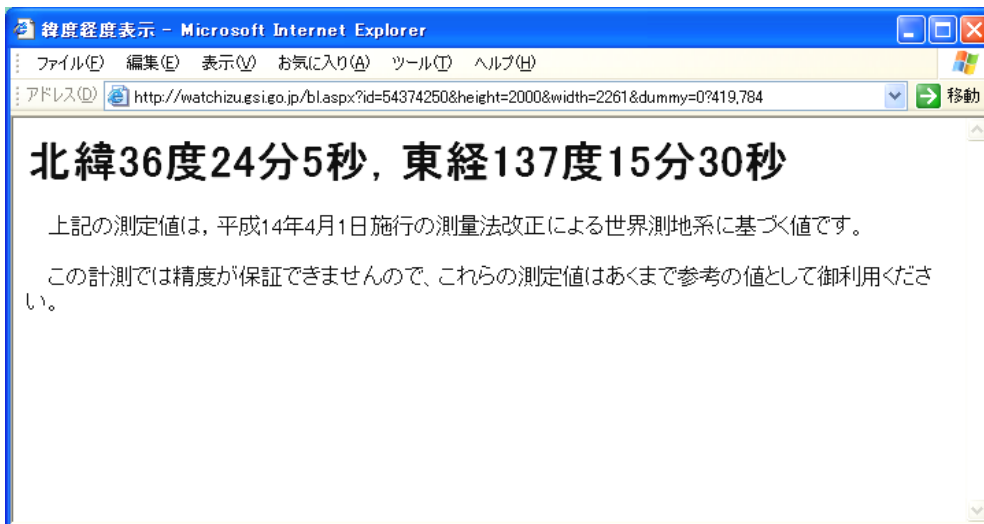 緯度経度表示 - Microsoft Internet Explorer
ファイル(F) 編集(E) 表示(V) お気に入り(A) ツール(T) ヘルプ(H)
アドレス(D) http://watchizu.gsi.go.jp/bl.aspx?id=54374250&height=2000&width=2261&dummy=0?419,784 移動
北緯36度24分5秒, 東経137度15分30秒
上記の測定値は, 平成14年4月1日施行の測量法改正による世界測地系に基づく値です。
この計測では精度が保証できませんので、これらの測定値はあくまで参考の値として御利用くださ
い。